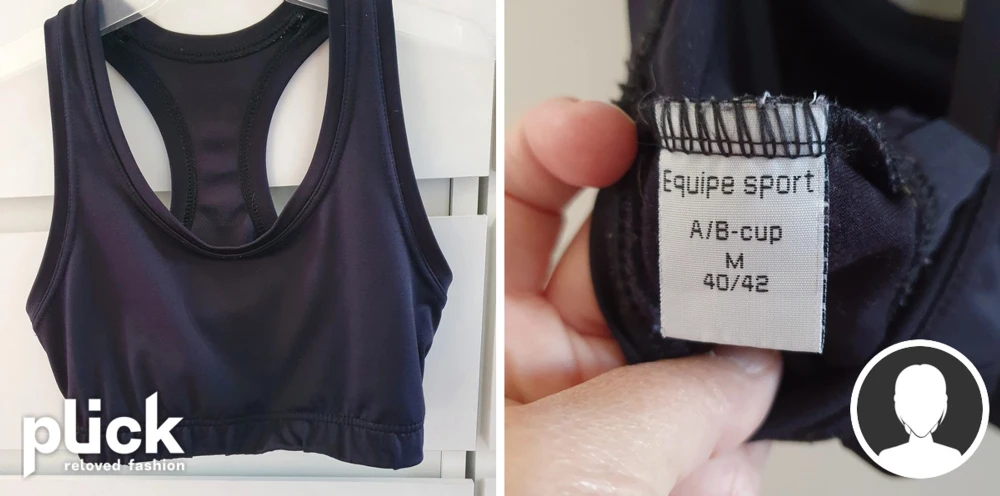 plick
reloved fashion
Equipe sport
A/B-cup
M
40/42